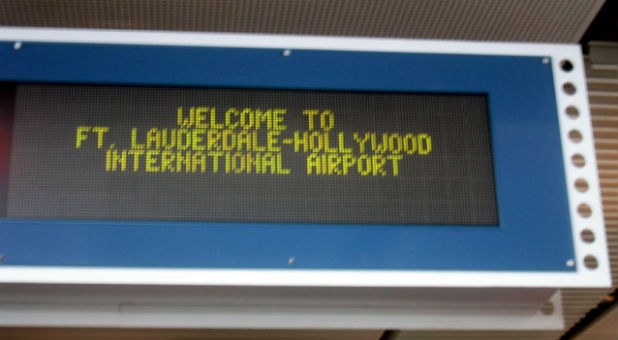 WELCOME TO
FT. LAUDERDALE-HOLLYWOOD
INTERNATIONAL AIRPORT